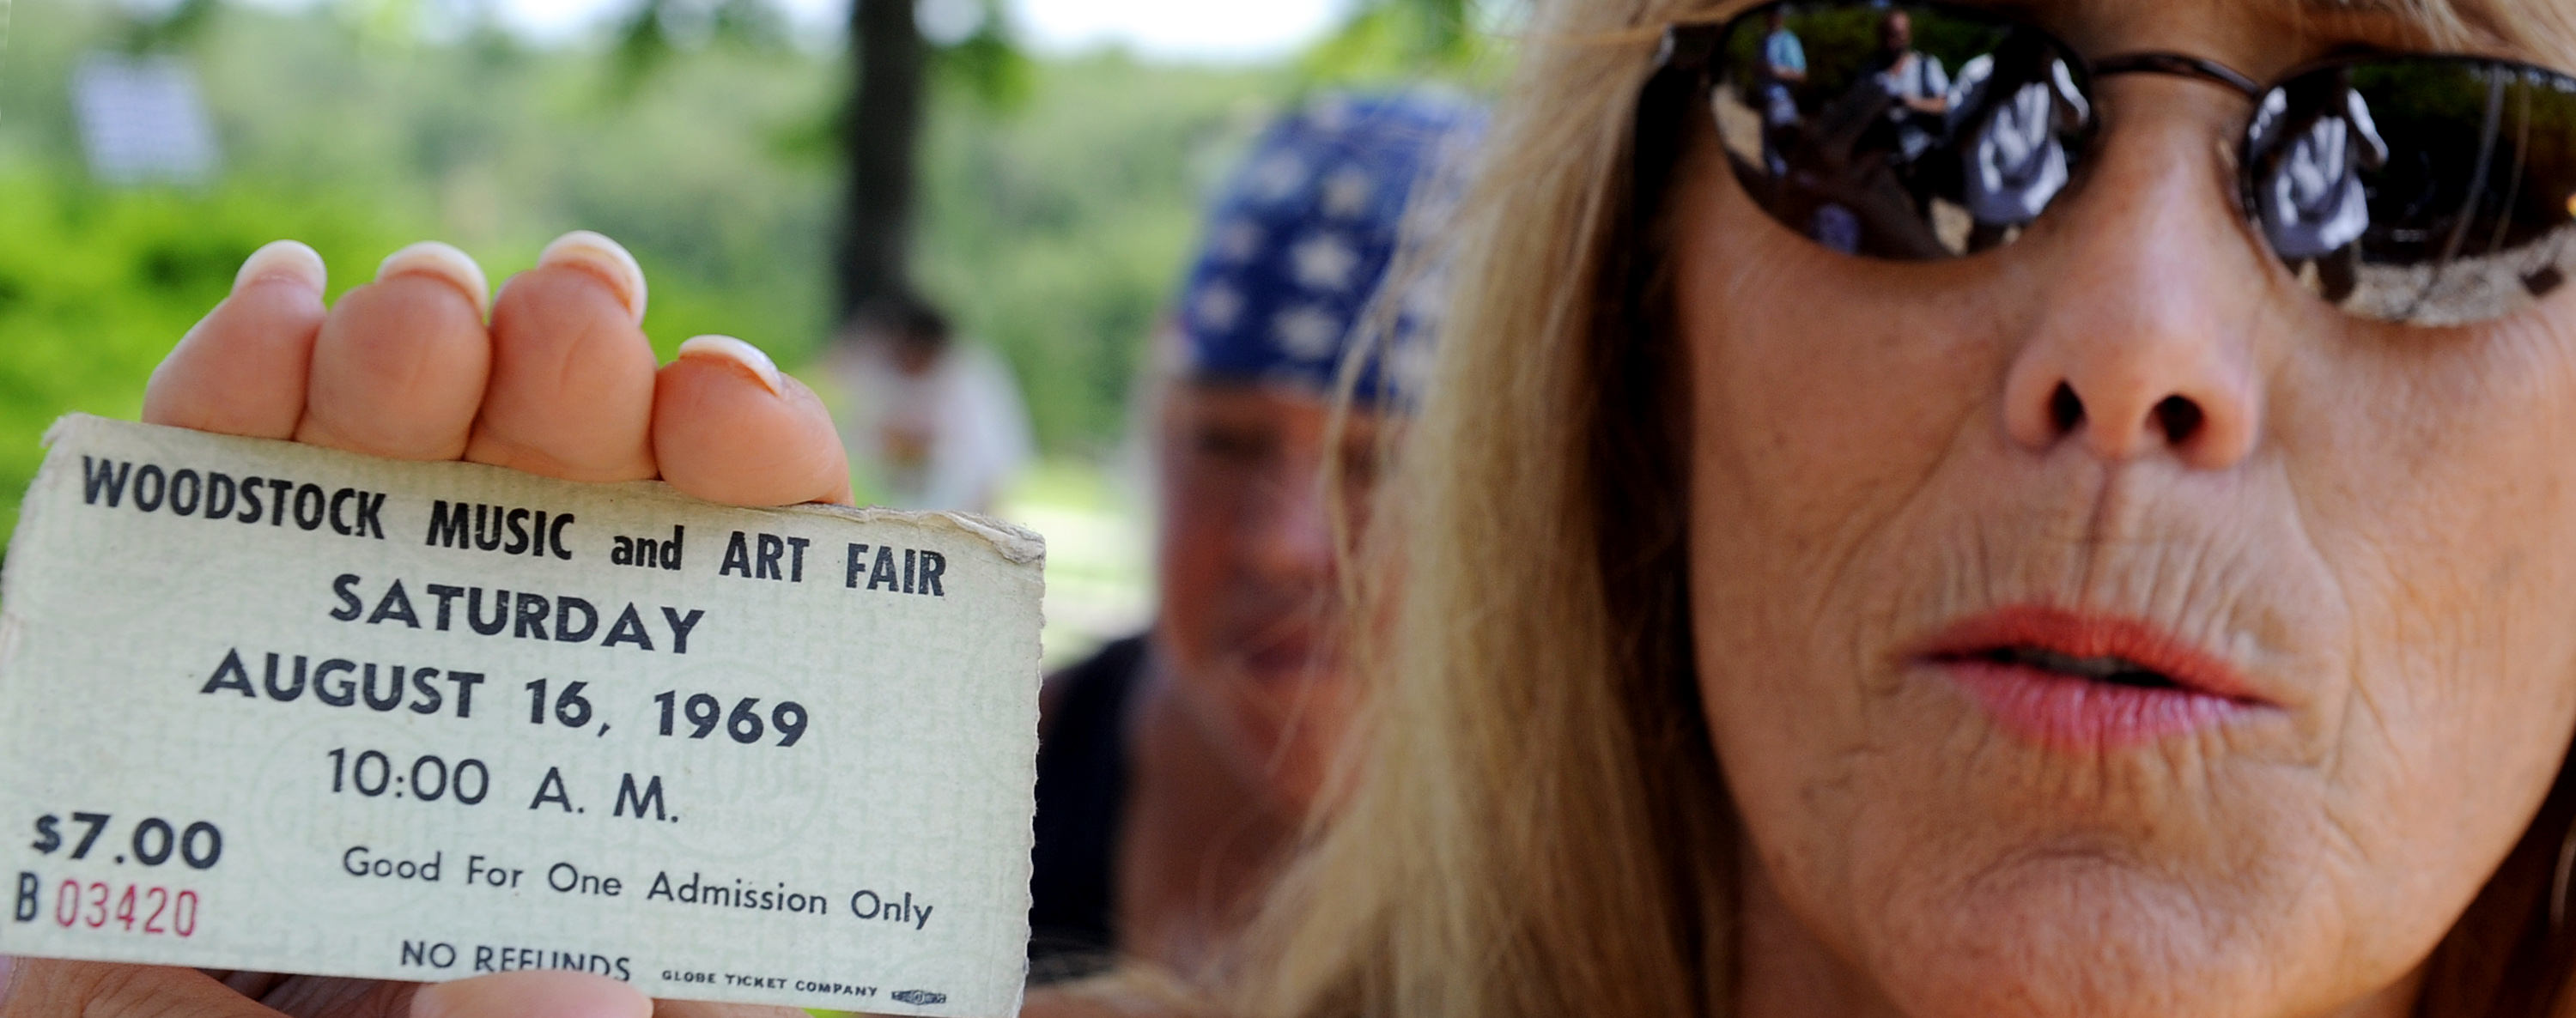 WOODSTOCK MUSIC and ART FAIR
SATURDAY
AUGUST 16, 1969
10:00 A. M.
$7.00
Good For One Admission Only
B 03420
NO REFUNDS GLOBE TICKET COMPANY